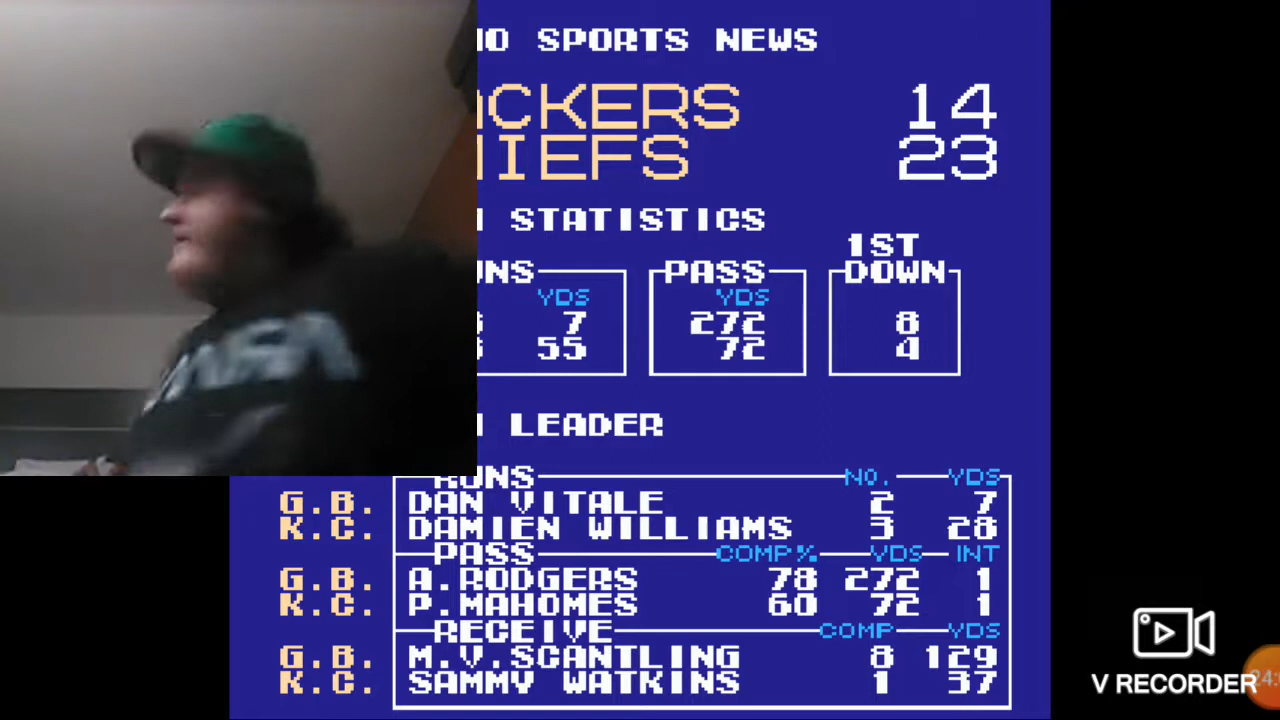 O SPORTS NEWS
CKERS 14
IEFS 23
STATISTICS
NS PASS 1ST DOWN
YDS YDS
7 272 8
55 72 4
LEADER
RUNS NO. YDS
G.B. DAN VITALE 2 7
K.C. DAMIEN WILLIAMS 3 28
PASS COMP% YDS INT
G.B. A.RODGERS 78 272 1
K.C. P.MAHOMES 60 72 1
RECEIVE COMP YDS
G.B. M.V.SCANTLING 8 129
K.C. SAMMY WATKINS 1 37
V RECORDER